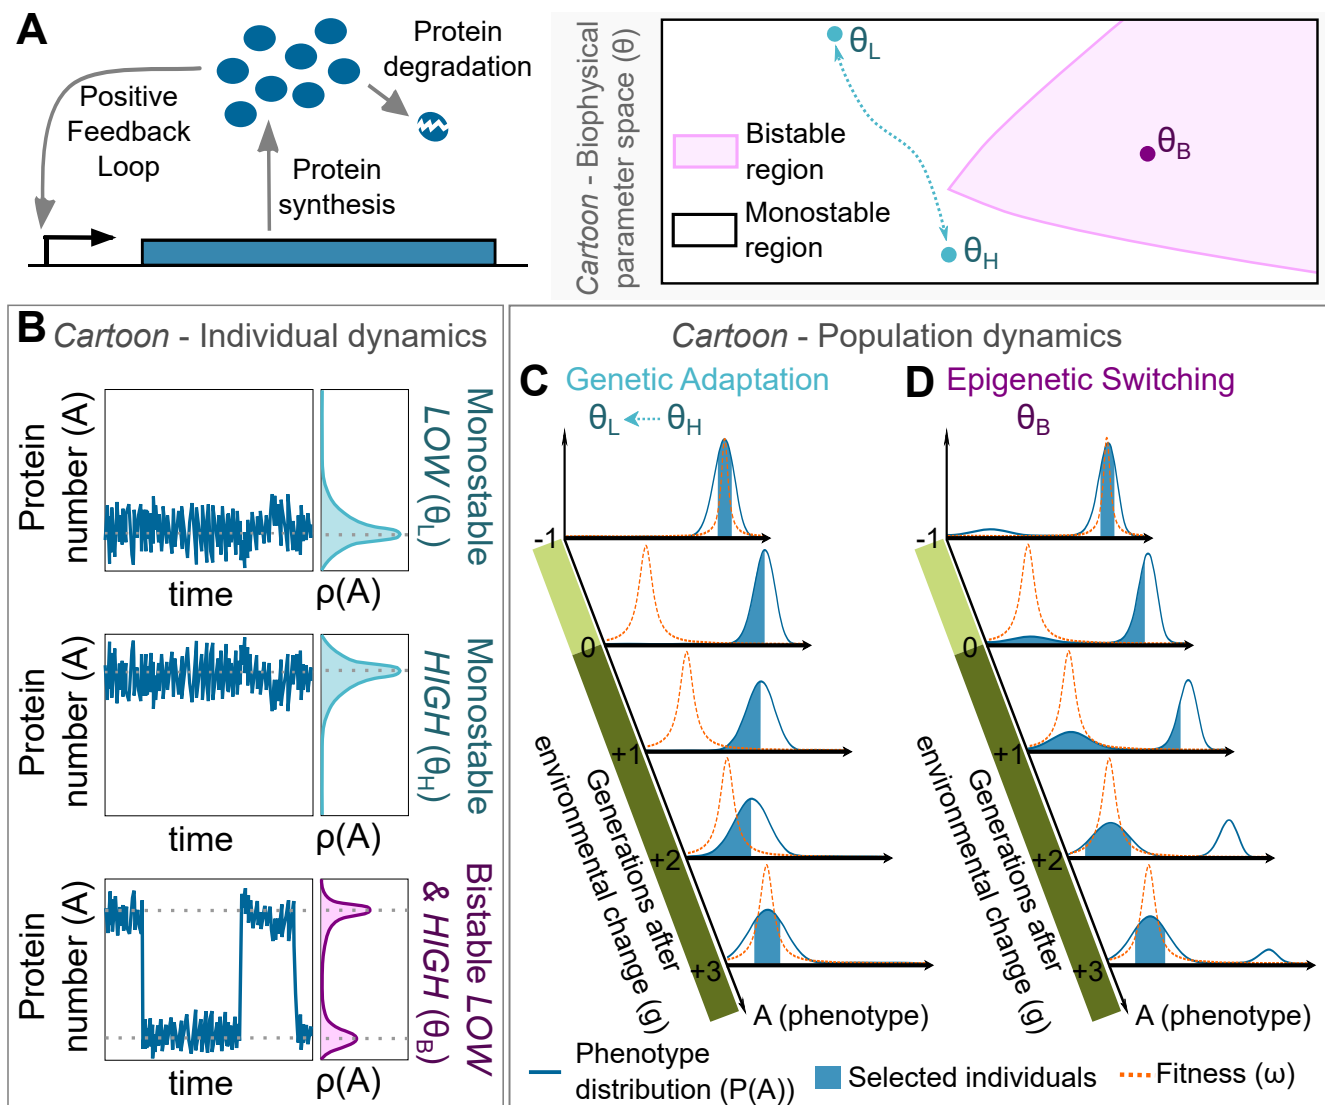 A
Positive
Feedback
Loop
Protein
synthesis
Protein
degradation
Cartoon - Biophysical
parameter space (θ)
θL
θH
θB
Bistable
region
Monostable
region
B
Cartoon - Individual dynamics
Protein
number (A)
time
ρ(A)
Monostable
LOW (θL)
Protein
number (A)
time
ρ(A)
Monostable
HIGH (θH)
Protein
number (A)
time
ρ(A)
Bistable LOW
& HIGH (θB)
Cartoon - Population dynamics
C
Genetic Adaptation
θL θH
-1
0
+1
+2
+3
Generations after
environmental change (g)
A (phenotype)
D
Epigenetic Switching
θB
-1
0
+1
+2
+3
Generations after
environmental change (g)
A (phenotype)
Phenotype
distribution (P(A))
Selected individuals
Fitness (ω)